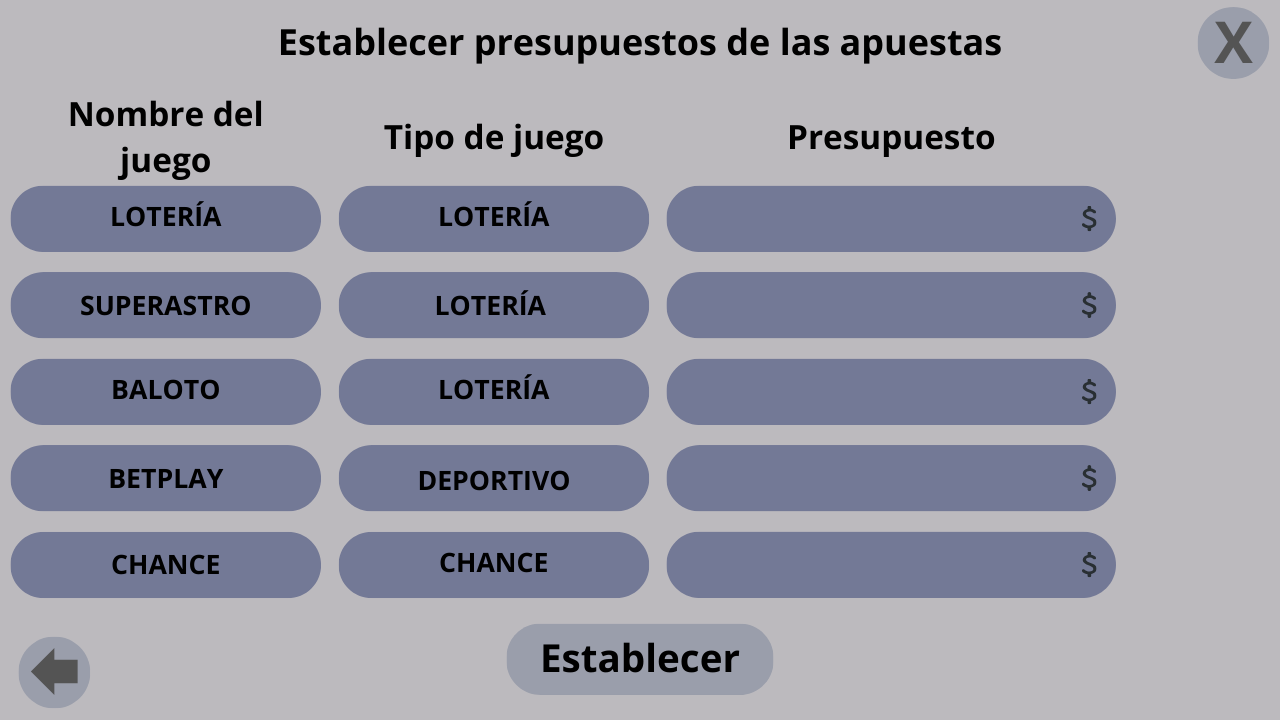 Establecer presupuestos de las apuestas
X
Nombre del
juego
Tipo de juego
Presupuesto
LOTERÍA
LOTERÍA
$
SUPERASTRO
LOTERÍA
$
BALOTO
LOTERÍA
$
BETPLAY
DEPORTIVO
$
CHANCE
CHANCE
$
Establecer